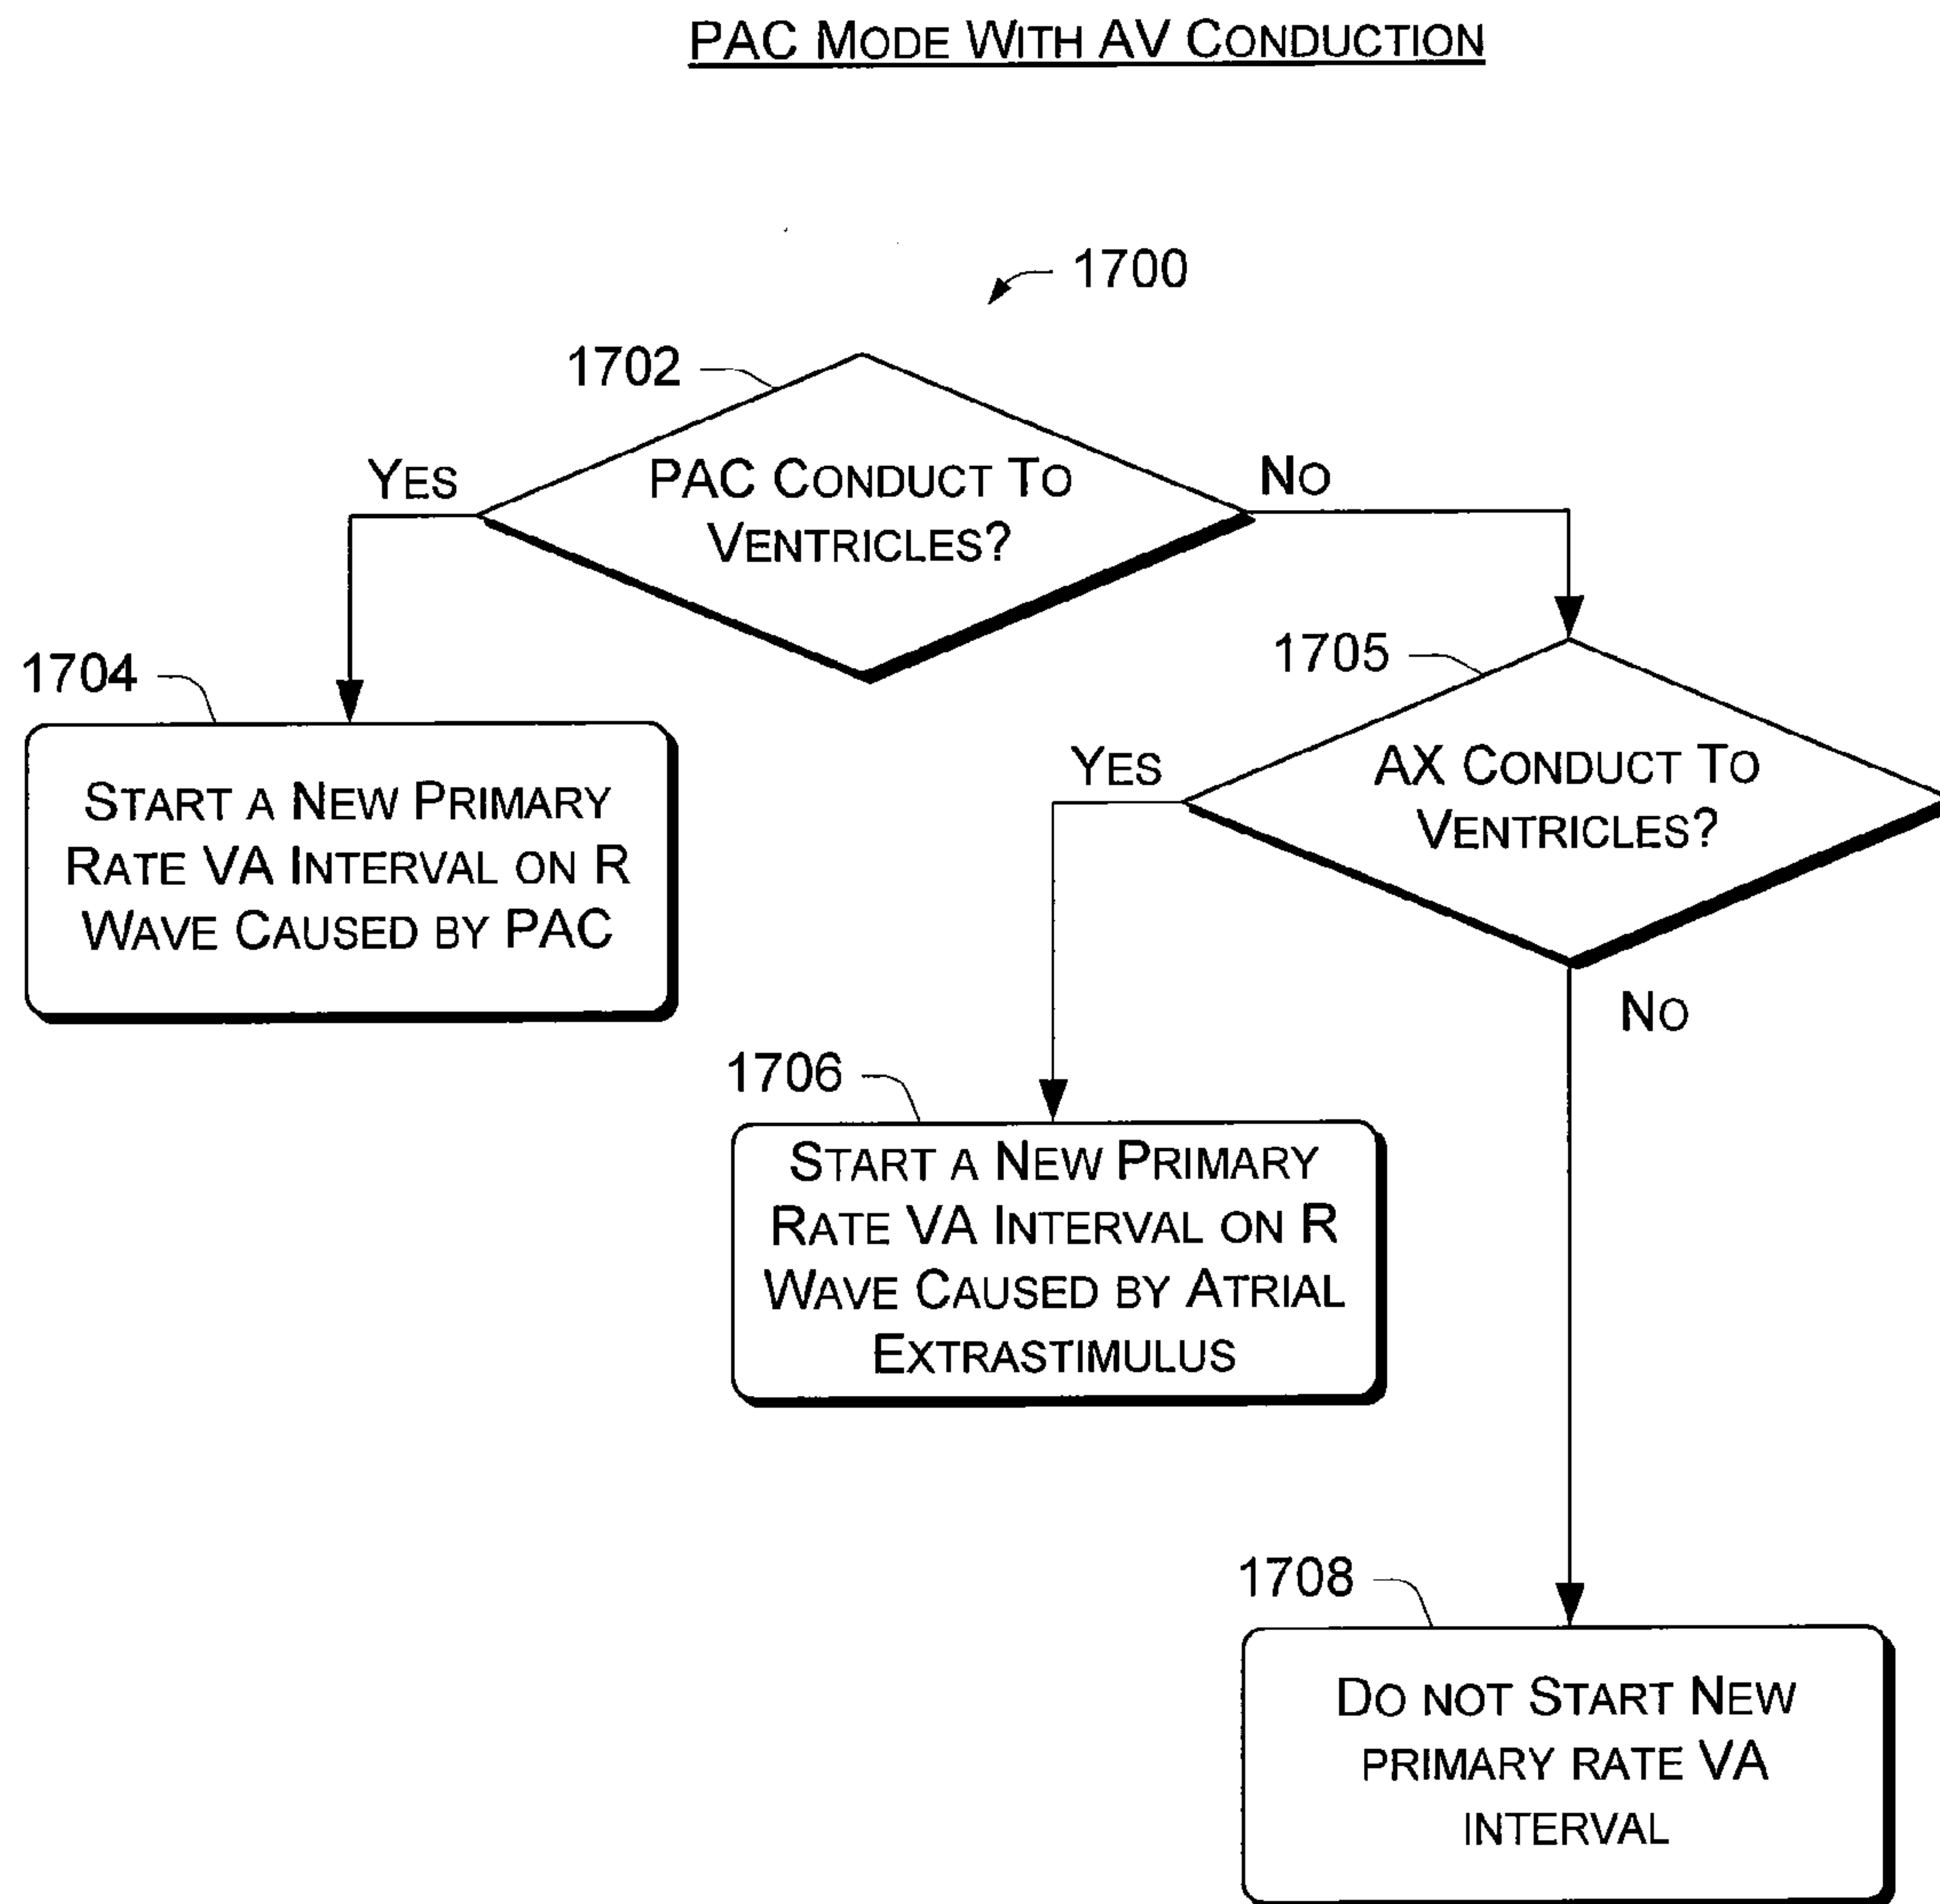 PAC MODE WITH AV CONDUCTION
1700
1702
YES
PAC CONDUCT TO
VENTRICLES?
NO
1704
START A NEW PRIMARY
RATE VA INTERVAL ON R
WAVE CAUSED BY PAC
1705
YES
AX CONDUCT TO
VENTRICLES?
NO
1706
START A NEW PRIMARY
RATE VA INTERVAL ON R
WAVE CAUSED BY ATRIAL
EXTRASTIMULUS
1708
DO NOT START NEW
PRIMARY RATE VA
INTERVAL